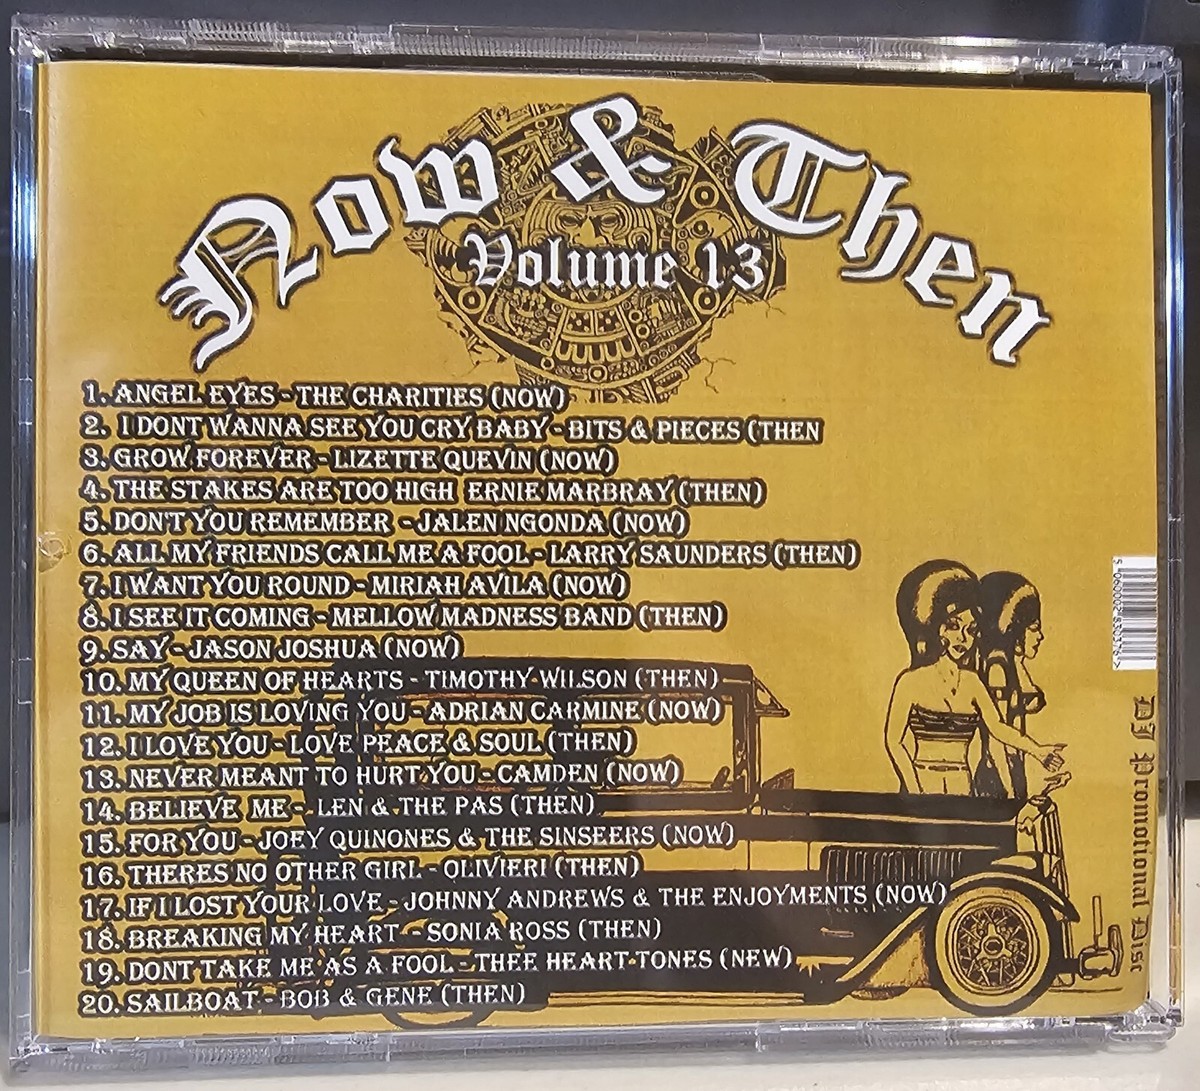 Now & Then
Volume 13
1. ANGEL EYES - THE CHARITIES (NOW)
2. I DONT WANNA SEE YOU CRY BABY - BITS & PIECES (THEN
3. GROW FOREVER - LIZETTE QUEVIN (NOW)
4. THE STAKES ARE TOO HIGH ERNIE MARBRAY (THEN)
5. DON'T YOU REMEMBER - JALEN NGONDA (NOW)
6. ALL MY FRIENDS CALL ME A FOOL - LARRY SAUNDERS (THEN)
7. I WANT YOU ROUND - MIRIAH AVILA (NOW)
8. I SEE IT COMING - MELLOW MADNESS BAND (THEN)
9. SAY - JASON JOSHUA (NOW)
10. MY QUEEN OF HEARTS - TIMOTHY WILSON (THEN)
11. MY JOB IS LOVING YOU - ADRIAN CARMINE (NOW)
12. I LOVE YOU - LOVE PEACE & SOUL (THEN)
13. NEVER MEANT TO HURT YOU - CAMDEN (NOW)
14. BELIEVE ME - LEN & THE PAS (THEN)
15. FOR YOU - JOEY QUINONES & THE SINSEERS (NOW)
16. THERES NO OTHER GIRL - OLIVIERI (THEN)
17. IF I LOST YOUR LOVE - JOHNNY ANDREWS & THE ENJOYMENTS (NOW)
18. BREAKING MY HEART - SONIA ROSS (THEN)
19. DONT TAKE ME AS A FOOL - THEE HEART TONES (NEW)
20. SAILBOAT - BOB & GENE (THEN)
DJ Promotional Disc